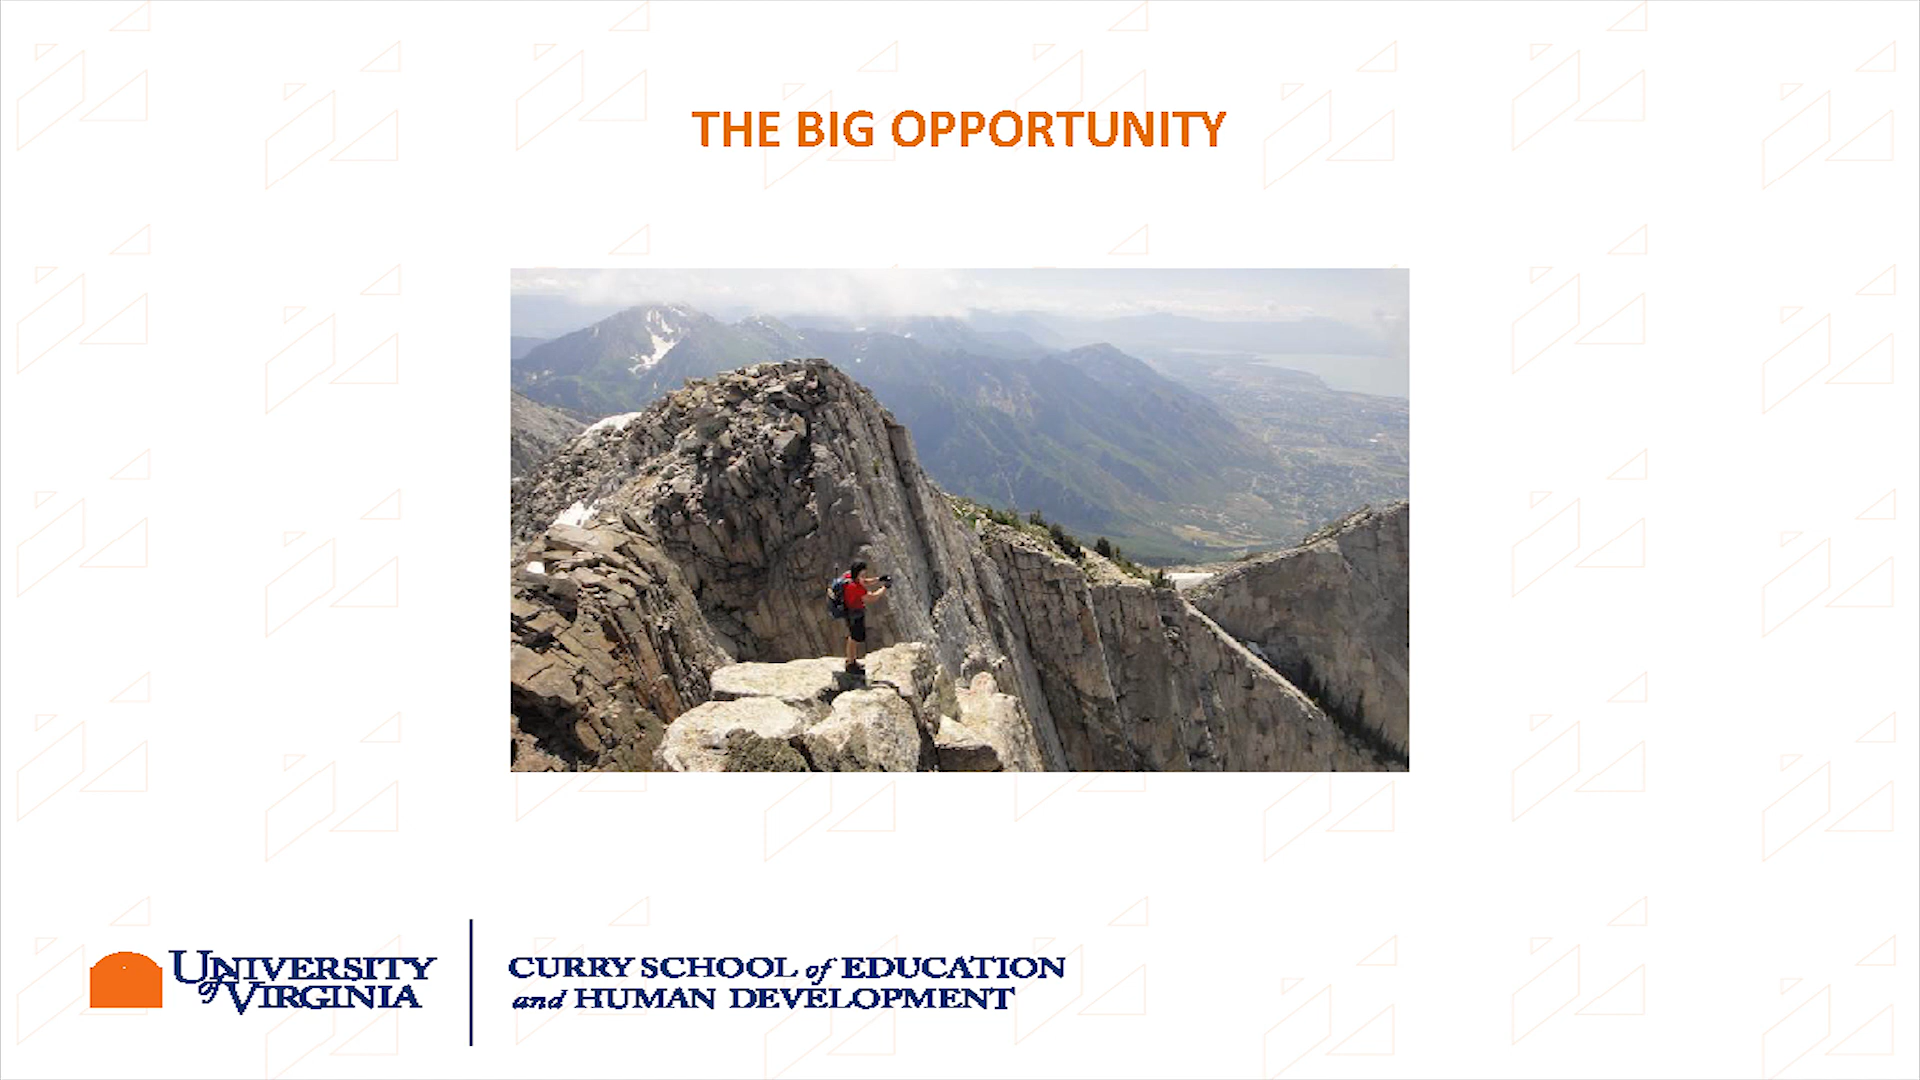 THE BIG OPPORTUNITY
UNIVERSITY
of VIRGINIA
CURRY SCHOOL of EDUCATION
and HUMAN DEVELOPMENT